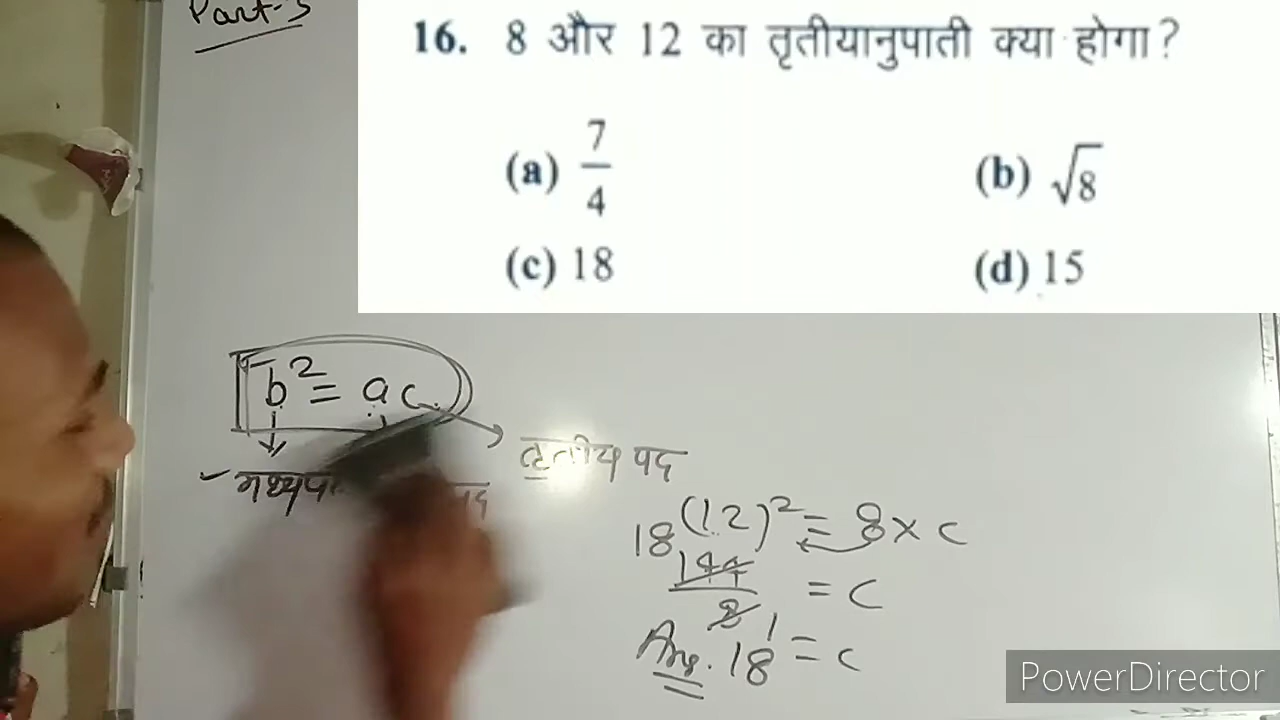 Part-3
16. 8 और 12 का तृतीयानुपाती क्या होगा ?
(a) 7/4
(b) √8
(c) 18
(d) 15
b² = ac
तृतीय पद
18 (12)² = 8 × c
144/8 = c
1
Ans. 18 = c
PowerDirector